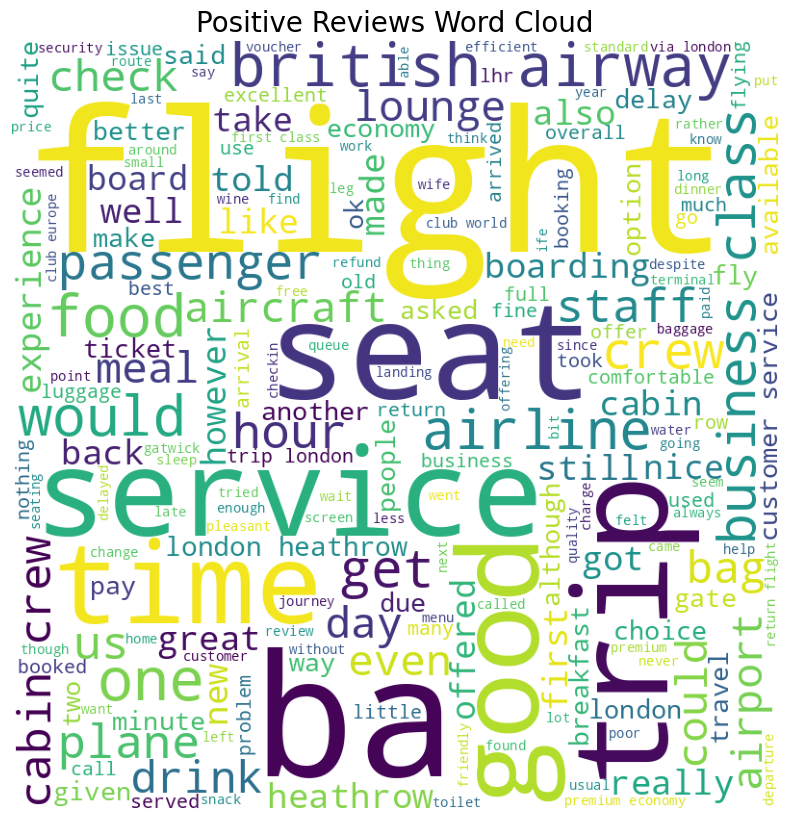 Positive Reviews Word Cloud
security
issue
said
voucher
british airway
efficient
standard
via london
quite
route
check
say
able
lhr
flying
last
excellent
lounge
year
also
delay
put
price
better
take
economy
think
overall
rather
know
around
use
first class
work
arrived
small
flight
seemed
board
told
made
leg
wife
option
long
much
dinner
available
class
well
like
wine
find
ok
club world
booking
go
make
ife
club europe
passenger
refund
thing
boarding
despite
terminal
fly
experience
best
old
free
full
fine
paid
food
aircraft
asked
staff
seat
offer
baggage
business
customer service
ticket
queue
need
since
crew
meal
arrival
checkin
landing
offering
took
point
comfortable
luggage
however
would
another
return
cabin
hour
airline
bit
water
row
back
trip london
people
going
nothing
gatwick
sleep
business
still
nice
seating
delayed
service
tried
wait
screen
went
used
seem
always
late
enough
less
felt
pleasant
quality
charge
first
although
trip
change
london heathrow
get
next
good
came
help
got
bag
return flight
cabin crew
time
pay
journey
due
called
gate
us
great
day
menu
many
offered
choice
though
home
review
without
breakfast
premium
never
booked
customer
way
even
one
two
want
new
ba
little
lot
london
travel
could
airport
minute
left
problem
poor
plane
call
friendly
found
drink
usual
really
departure
given
served
snack
heathrow
toilet
premium economy